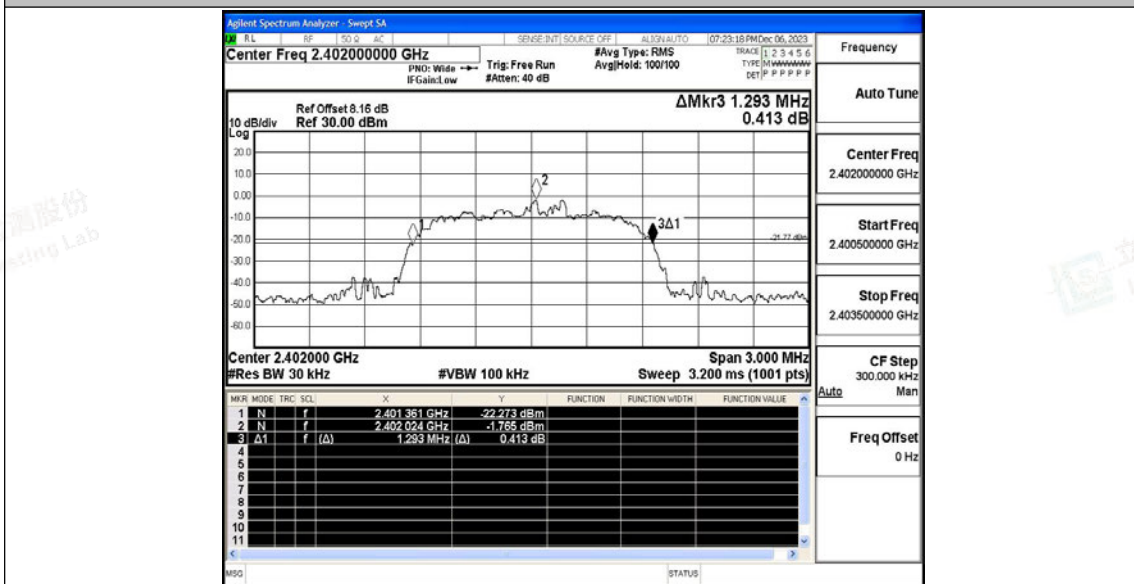 Agilent Spectrum Analyzer - Swept SA
RL RF 50 Ω AC SENSE:INT SOURCE OFF ALIGNAUTO 07:23:18 PM Dec 06, 2023
Center Freq 2.402000000 GHz
PNO: Wide
IFGain:Low
Trig: Free Run
#Atten: 40 dB
#Avg Type: RMS
Avg|Hold: 100/100
TRACE 1 2 3 4 5 6
TYPE M W W W W W
DET P P P P P P
Frequency
Auto Tune
Center Freq
2.402000000 GHz
Start Freq
2.400500000 GHz
Stop Freq
2.403500000 GHz
CF Step
300.000 kHz
Auto Man
Freq Offset
0 Hz
ΔMkr3 1.293 MHz
0.413 dB
Ref Offset 8.16 dB
10 dB/div Ref 30.00 dBm
Log
20.0
10.0
0.00
-10.0
-20.0
-30.0
-40.0
-50.0
-60.0
1
2
3Δ1
-21.77 dBm
Center 2.402000 GHz Span 3.000 MHz
#Res BW 30 kHz #VBW 100 kHz Sweep 3.200 ms (1001 pts)
MKR MODE TRC SCL X Y FUNCTION FUNCTION WIDTH FUNCTION VALUE
1 N f 2.401 361 GHz -22.273 dBm
2 N f 2.402 024 GHz -1.765 dBm
3 Δ1 f (Δ) 1.293 MHz (Δ) 0.413 dB
4
5
6
7
8
9
10
11
MSG STATUS
测股份
sting Lab
立